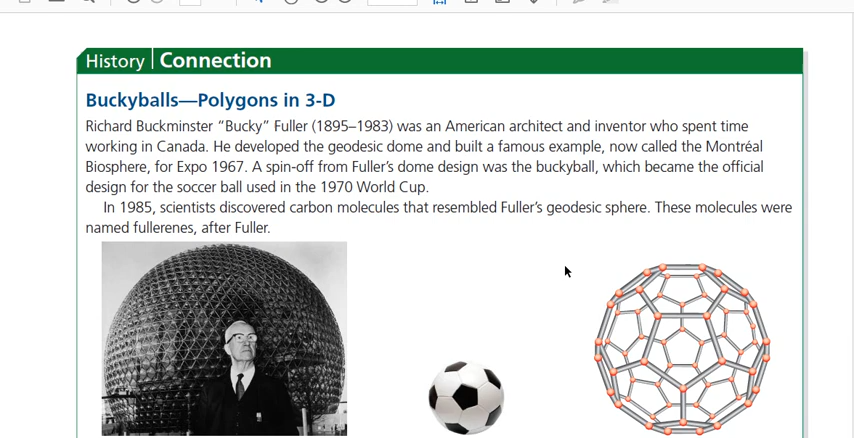 History | Connection
Buckyballs—Polygons in 3-D
Richard Buckminster “Bucky” Fuller (1895–1983) was an American architect and inventor who spent time
working in Canada. He developed the geodesic dome and built a famous example, now called the Montréal
Biosphere, for Expo 1967. A spin-off from Fuller’s dome design was the buckyball, which became the official
design for the soccer ball used in the 1970 World Cup.
In 1985, scientists discovered carbon molecules that resembled Fuller’s geodesic sphere. These molecules were
named fullerenes, after Fuller.